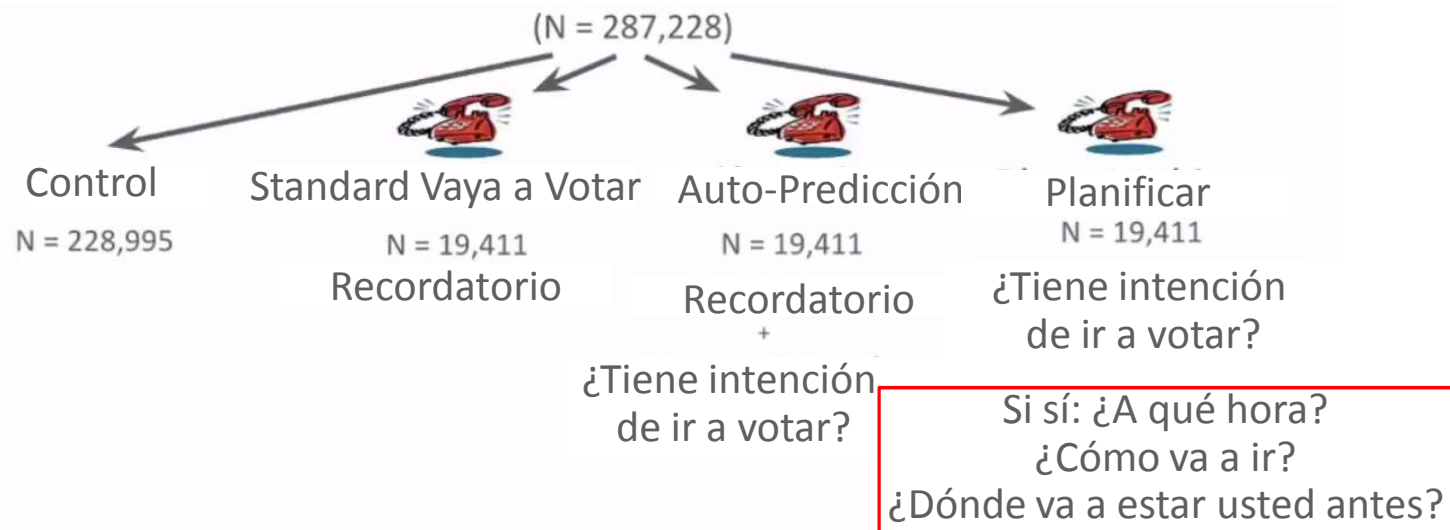 (N = 287,228)
Control
N = 228,995
Standard Vaya a Votar
N = 19,411
Recordatorio
Auto-Predicción
N = 19,411
Recordatorio
+
¿Tiene intención
de ir a votar?
Planificar
N = 19,411
¿Tiene intención
de ir a votar?
Si sí: ¿A qué hora?
¿Cómo va a ir?
¿Dónde va a estar usted antes?